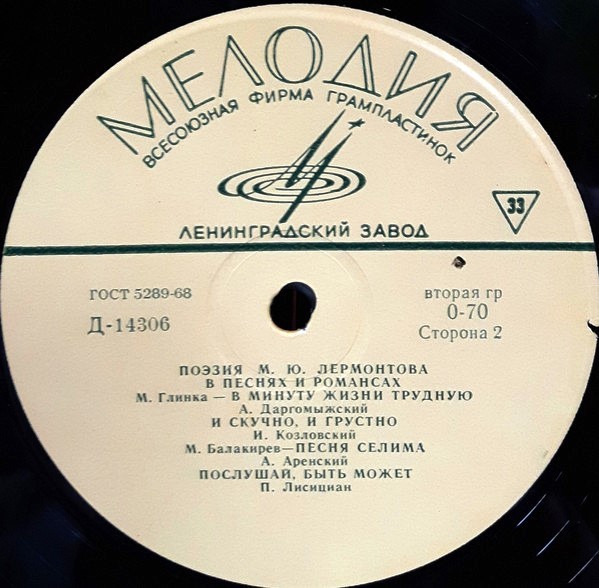 МЕЛОДИЯ
ВСЕСОЮЗНАЯ ФИРМА ГРАМПЛАСТИНОК
33
ЛЕНИНГРАДСКИЙ ЗАВОД
ГОСТ 5289-68
Д-14306
вторая гр
0-70
Сторона 2
ПОЭЗИЯ М. Ю. ЛЕРМОНТОВА
В ПЕСНЯХ И РОМАНСАХ
М. Глинка — В МИНУТУ ЖИЗНИ ТРУДНУЮ
А. Даргомыжский
И СКУЧНО, И ГРУСТНО
И. Козловский
М. Балакирев—ПЕСНЯ СЕЛИМА
А. Аренский
ПОСЛУШАЙ, БЫТЬ МОЖЕТ
П. Лисициан